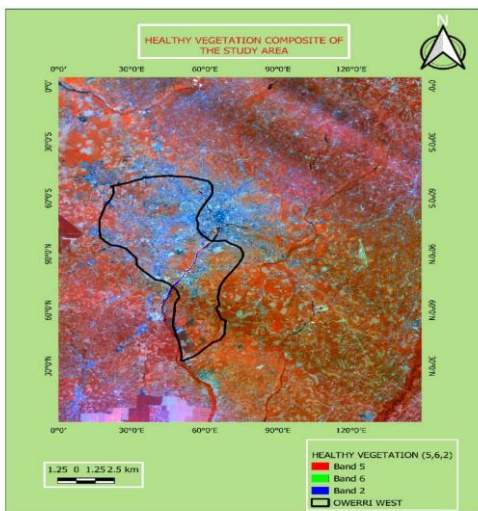 HEALTHY VEGETATION COMPOSITE OF
THE STUDY AREA
N
0°0'E 30°0'E 60°0'E 90°0'E 120°0'E
0°0'
30°0'S
60°0'S
90°0'N
60°0'N
30°0'N
0°0'
30°0'S
60°0'S
90°0'N
60°0'N
30°0'N
0°0' 30°0'E 60°0'E 90°0'E 120°0'E
1.25 0 1.25 2.5 km
HEALTHY VEGETATION (5,6,2)
Band 5
Band 6
Band 2
OWERRI WEST